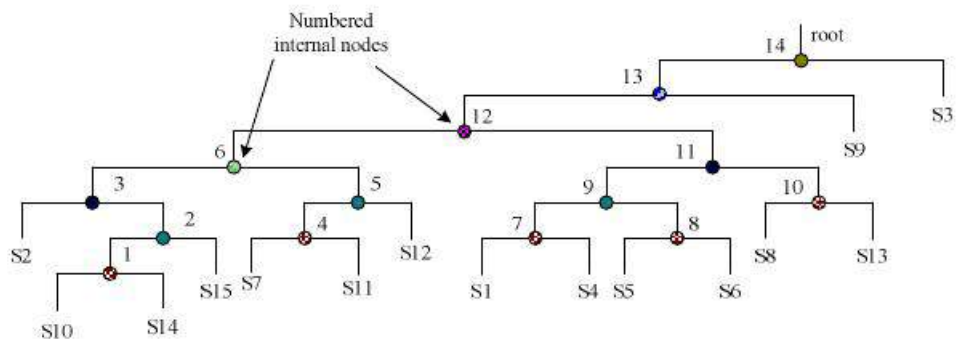 Numbered
internal nodes
root
14
13
S3
12
S9
6
11
3
5
9
10
2
4
7
8
S2
1
S15
S7
S12
S11
S1
S4
S5
S6
S8
S13
S10
S14